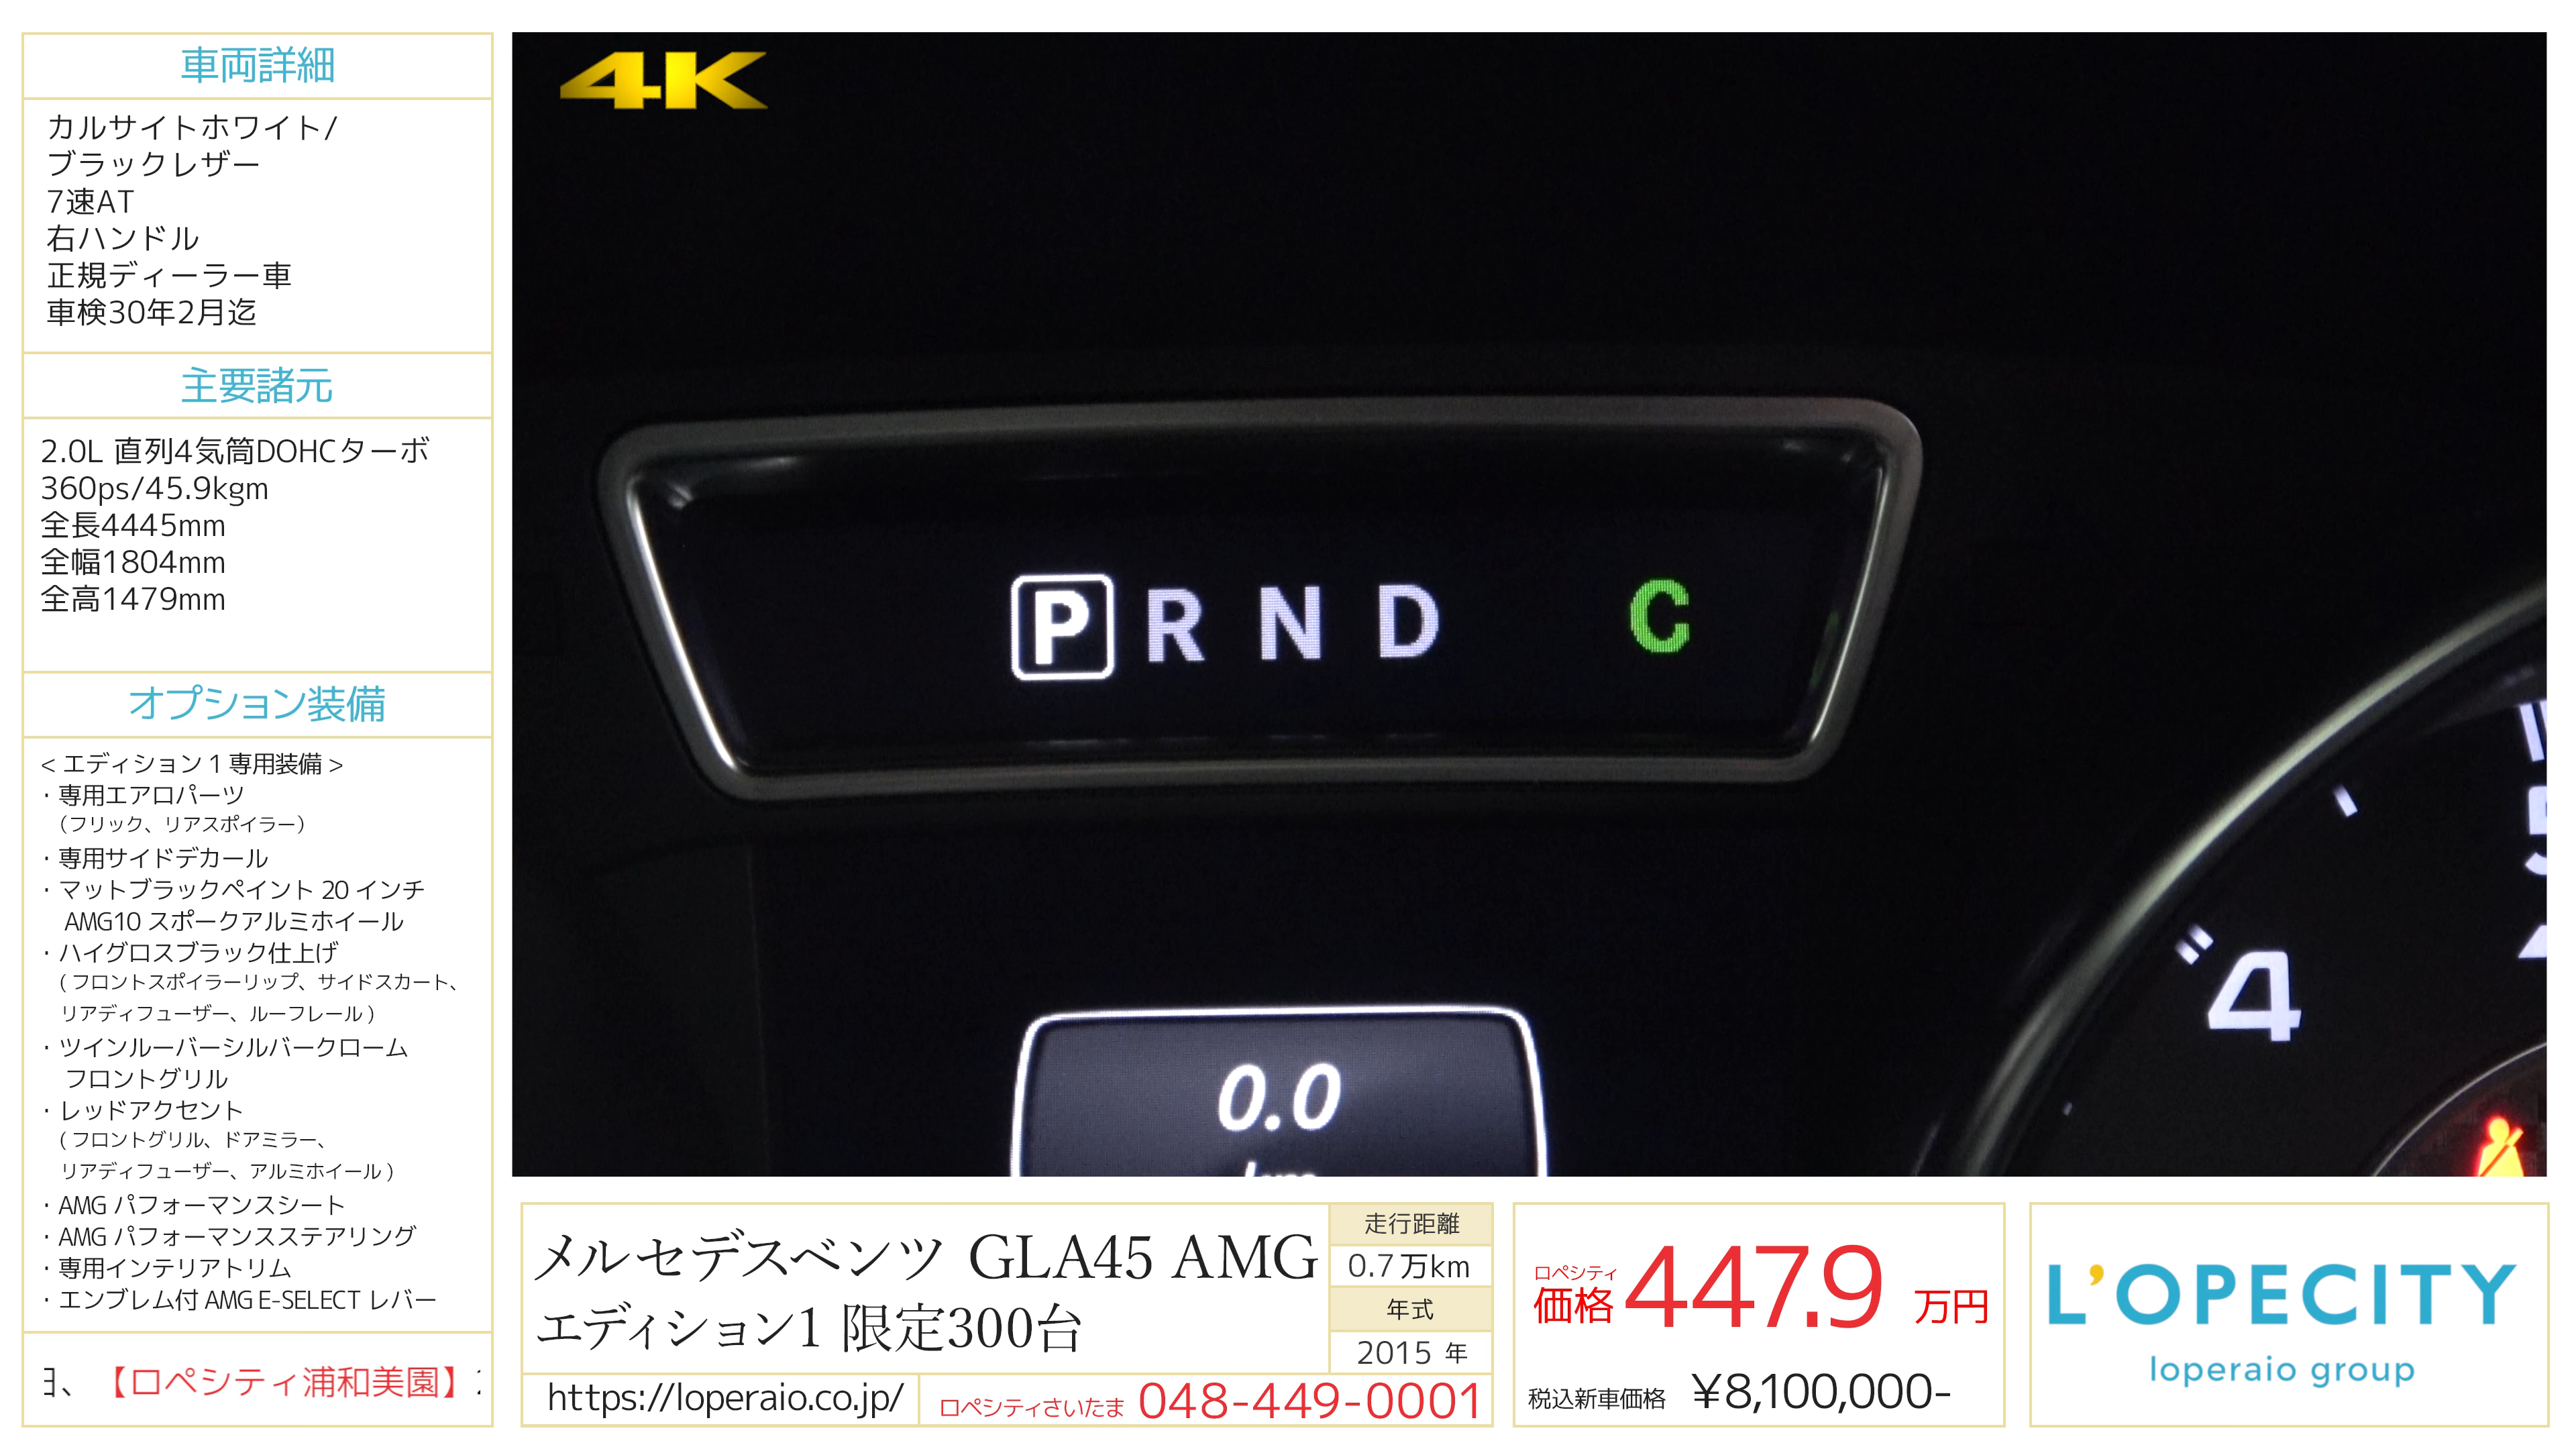 車両詳細
カルサイトホワイト/
ブラックレザー
7速AT
右ハンドル
正規ディーラー車
車検30年2月迄
主要諸元
2.0L 直列4気筒DOHCターボ
360ps/45.9kgm
全長4445mm
全幅1804mm
全高1479mm
オプション装備
< エディション 1 専用装備 >
・専用エアロパーツ
（フリック、リアスポイラー）
・専用サイドデカール
・マットブラックペイント 20 インチ
AMG10 スポークアルミホイール
・ハイグロスブラック仕上げ
( フロントスポイラーリップ、サイドスカート、
リアディフューザー、ルーフレール )
・ツインルーバーシルバークローム
フロントグリル
・レッドアクセント
( フロントグリル、ドアミラー、
リアディフューザー、アルミホイール )
・AMG パフォーマンスシート
・AMG パフォーマンスステアリング
・専用インテリアトリム
・エンブレム付 AMG E-SELECT レバー
、【ロペシティ浦和美園】
4K
P R N D C
0.0
km
4
5
メルセデスベンツ GLA45 AMG
エディション1 限定300台
走行距離
0.7 万km
年式
2015 年
https://loperaio.co.jp/
ロペシティさいたま 048-449-0001
ロペシティ
価格 447.9 万円
税込新車価格 ¥8,100,000-
L'OPECITY
loperaio group